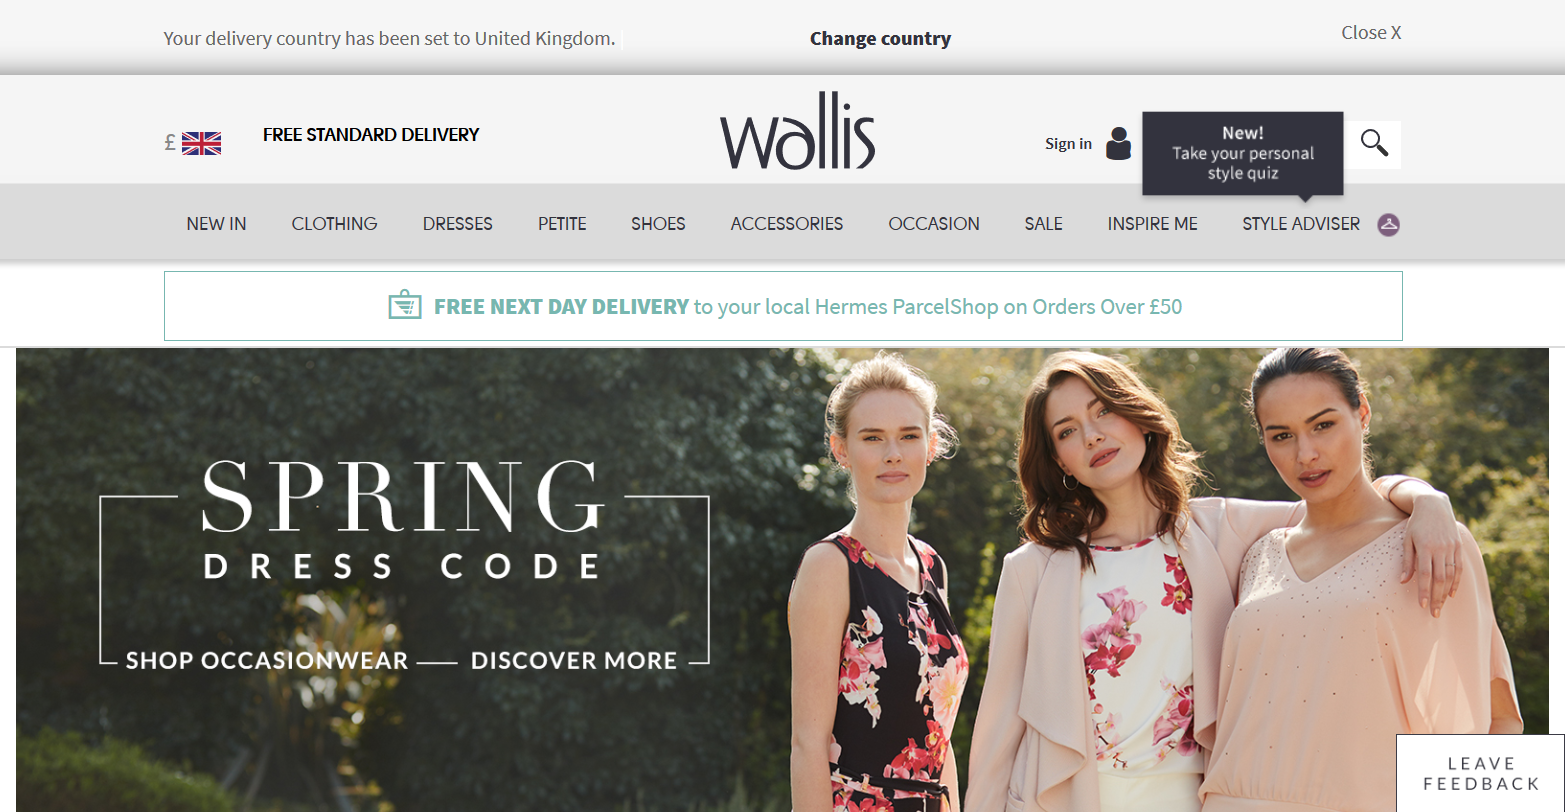 Your delivery country has been set to United Kingdom.
Change country
Close X
£
FREE STANDARD DELIVERY
wallis
Sign in
New!
Take your personal
style quiz
NEW IN CLOTHING DRESSES PETITE SHOES ACCESSORIES OCCASION SALE INSPIRE ME STYLE ADVISER
FREE NEXT DAY DELIVERY to your local Hermes ParcelShop on Orders Over £50
SPRING
DRESS CODE
SHOP OCCASIONWEAR — DISCOVER MORE
LEAVE
FEEDBACK